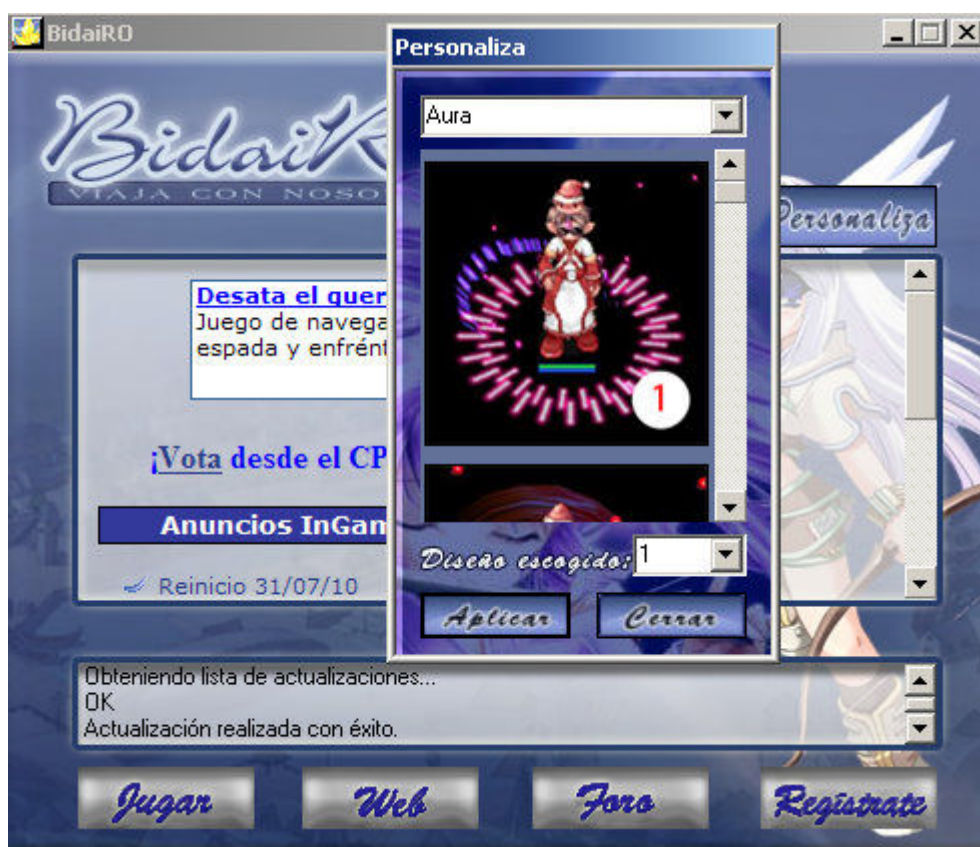 BidaiRO
Personaliza
Aura
BidaiR
VIAJA CON NOSO
Personaliza
Desata el guer
Juego de navega
espada y enfrént
1
¡Vota desde el CP
Anuncios InGam
Reinicio 31/07/10
Diseño escogido: 1
Aplicar Cerrar
Obteniendo lista de actualizaciones...
OK
Actualización realizada con éxito.
Jugar Web Foro Regístrate